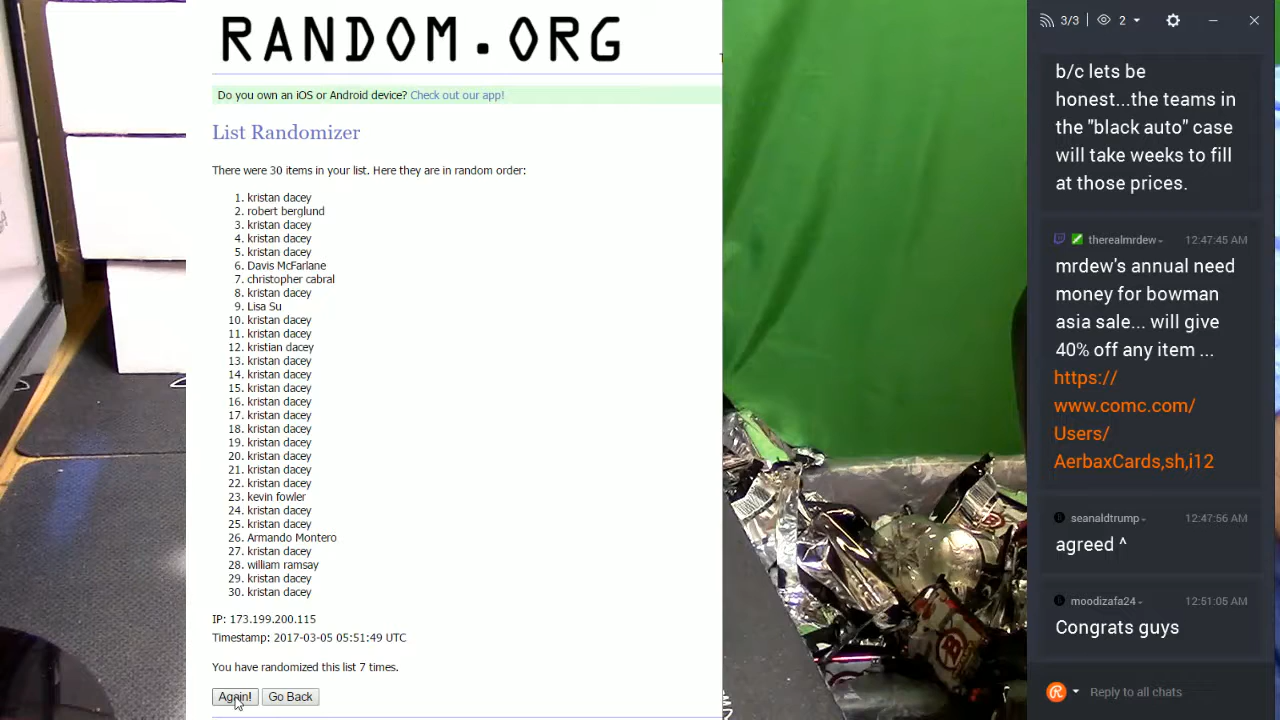 RANDOM.ORG
Do you own an iOS or Android device? Check out our app!
List Randomizer
There were 30 items in your list. Here they are in random order:
1. kristan dacey
2. robert berglund
3. kristan dacey
4. kristan dacey
5. kristan dacey
6. Davis McFarlane
7. christopher cabral
8. kristan dacey
9. Lisa Su
10. kristan dacey
11. kristan dacey
12. kristian dacey
13. kristan dacey
14. kristan dacey
15. kristan dacey
16. kristan dacey
17. kristan dacey
18. kristan dacey
19. kristan dacey
20. kristan dacey
21. kristan dacey
22. kristan dacey
23. kevin fowler
24. kristan dacey
25. kristan dacey
26. Armando Montero
27. kristan dacey
28. william ramsay
29. kristan dacey
30. kristan dacey
IP: 173.199.200.115
Timestamp: 2017-03-05 05:51:49 UTC
You have randomized this list 7 times.
Again! Go Back
3/3 2
b/c lets be
honest...the teams in
the "black auto" case
will take weeks to fill
at those prices.
therealmrdew 12:47:45 AM
mrdew's annual need
money for bowman
asia sale... will give
40% off any item ...
https://
www.comc.com/
Users/
AerbaxCards,sh,i12
seanaldtrump 12:47:56 AM
agreed ^
moodizafa24 12:51:05 AM
Congrats guys
Reply to all chats